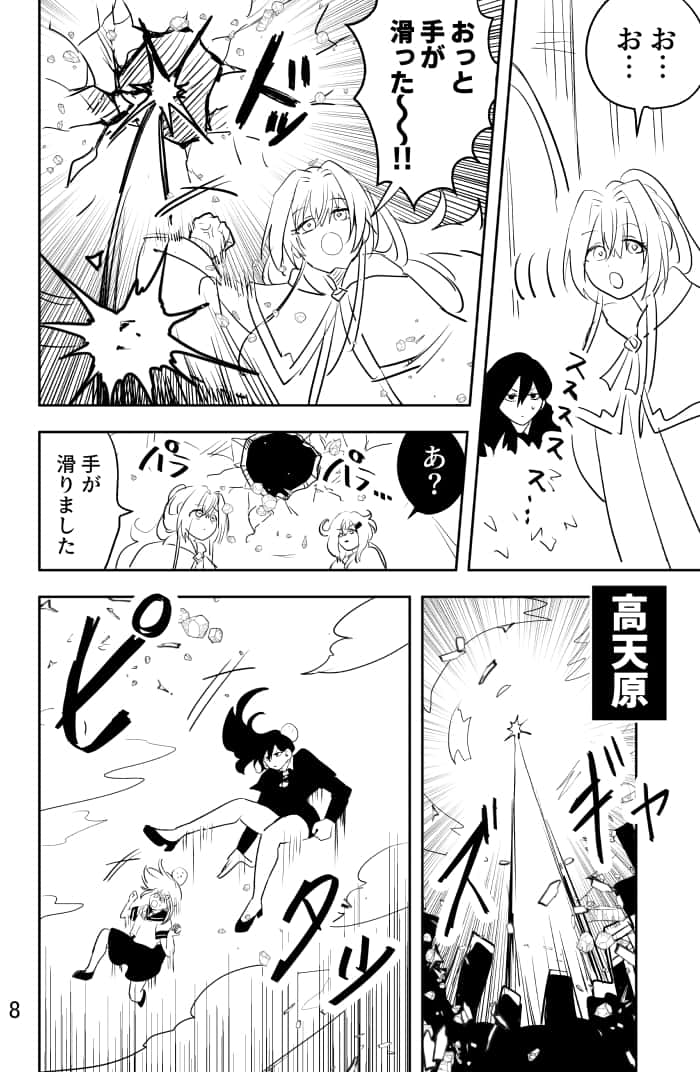 お…
お…
ススススス…
おっと
手が
滑った〜〜!!
ドズ
あ?
パラ
パラ…
手が
滑りました
高天原
ギャ
ズ
ピ
タッ
8